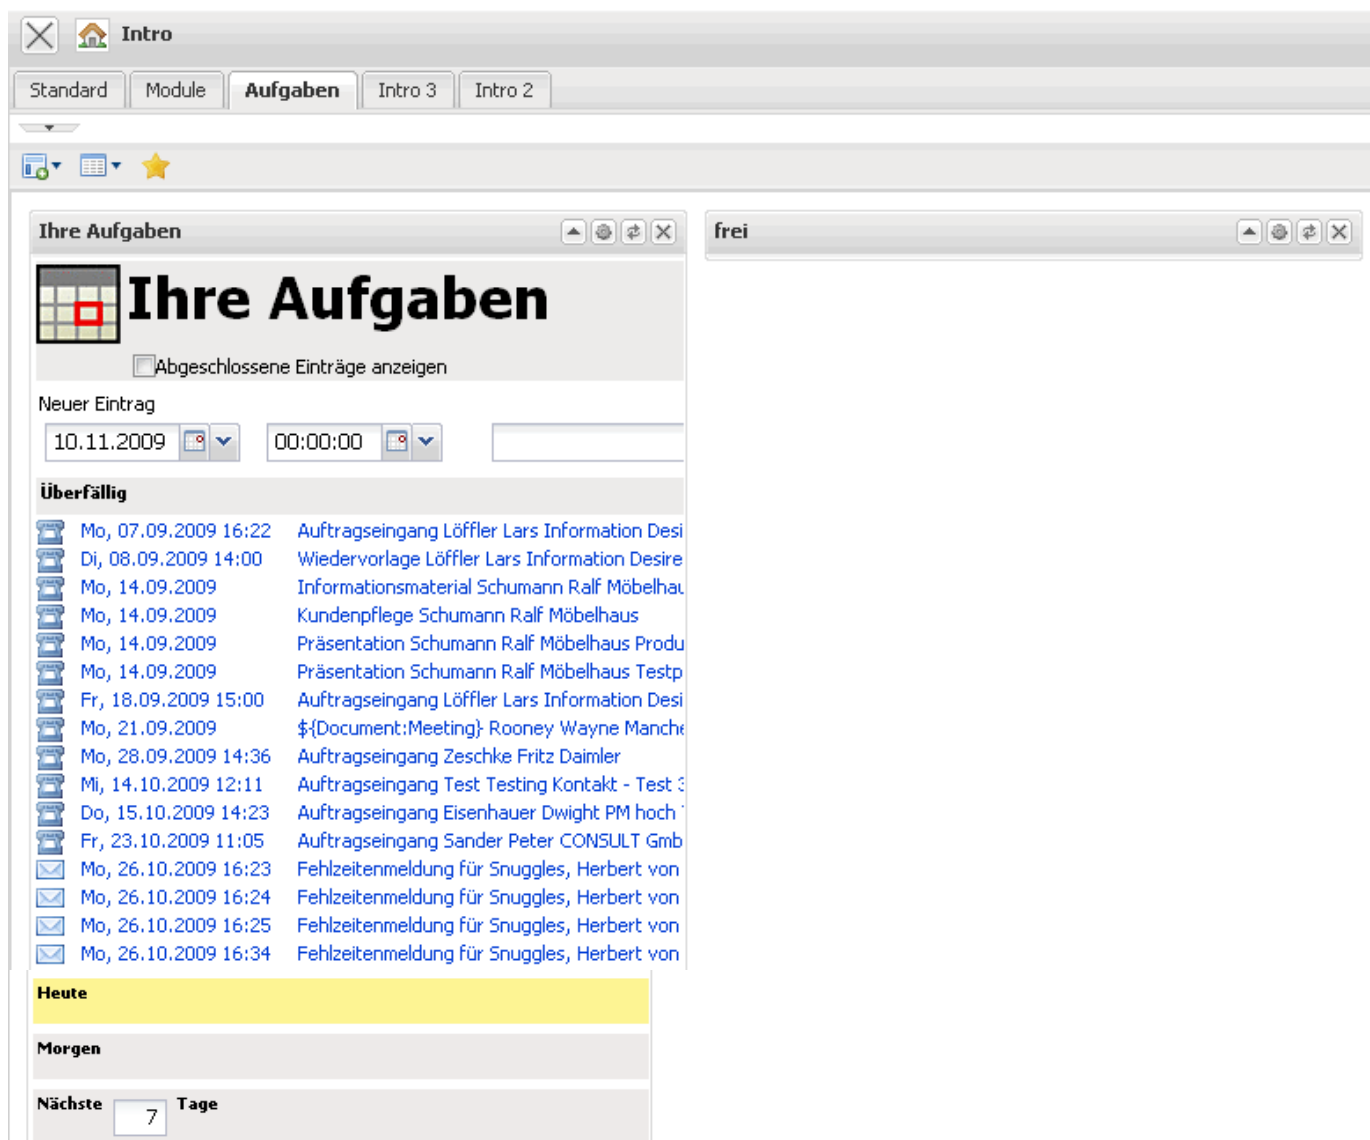 Intro
Standard Module Aufgaben Intro 3 Intro 2
Ihre Aufgaben frei
Ihre Aufgaben
Abgeschlossene Einträge anzeigen
Neuer Eintrag
10.11.2009 00:00:00
Überfällig
Mo, 07.09.2009 16:22 Auftragseingang Löffler Lars Information Desi
Di, 08.09.2009 14:00 Wiedervorlage Löffler Lars Information Desire
Mo, 14.09.2009 Informationsmaterial Schumann Ralf Möbelhau
Mo, 14.09.2009 Kundenpflege Schumann Ralf Möbelhaus
Mo, 14.09.2009 Präsentation Schumann Ralf Möbelhaus Produ
Mo, 14.09.2009 Präsentation Schumann Ralf Möbelhaus Testp
Fr, 18.09.2009 15:00 Auftragseingang Löffler Lars Information Desi
Mo, 21.09.2009 ${Document:Meeting} Rooney Wayne Manche
Mo, 28.09.2009 14:36 Auftragseingang Zeschke Fritz Daimler
Mi, 14.10.2009 12:11 Auftragseingang Test Testing Kontakt - Test 3
Do, 15.10.2009 14:23 Auftragseingang Eisenhauer Dwight PM hoch
Fr, 23.10.2009 11:05 Auftragseingang Sander Peter CONSULT Gmb
Mo, 26.10.2009 16:23 Fehlzeitenmeldung für Snuggles, Herbert von
Mo, 26.10.2009 16:24 Fehlzeitenmeldung für Snuggles, Herbert von
Mo, 26.10.2009 16:25 Fehlzeitenmeldung für Snuggles, Herbert von
Mo, 26.10.2009 16:34 Fehlzeitenmeldung für Snuggles, Herbert von
Heute
Morgen
Nächste 7 Tage